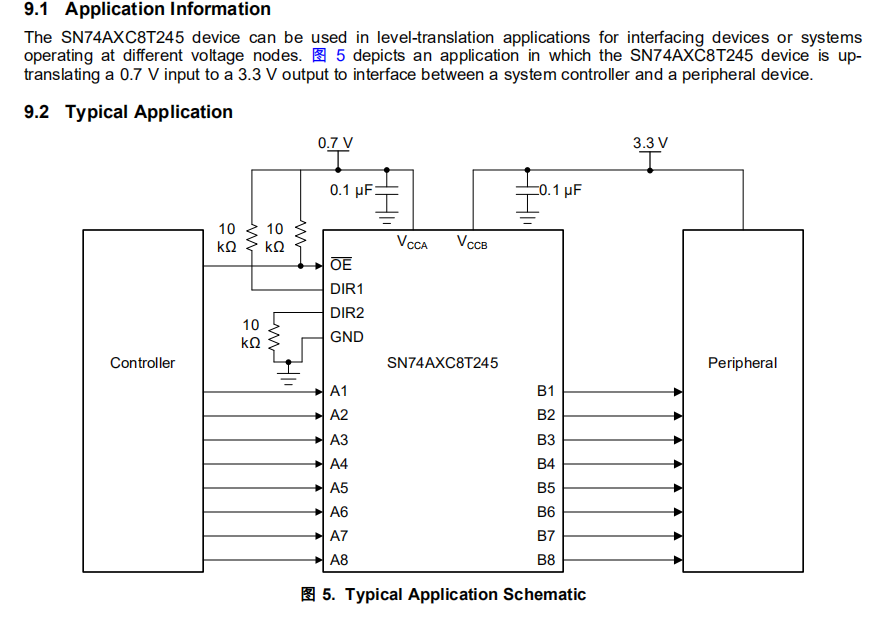 9.1 Application Information
The SN74AXC8T245 device can be used in level-translation applications for interfacing devices or systems
operating at different voltage nodes. 图 5 depicts an application in which the SN74AXC8T245 device is up-
translating a 0.7 V input to a 3.3 V output to interface between a system controller and a peripheral device.
9.2 Typical Application
0.7 V
3.3 V
0.1 µF
0.1 µF
10 kΩ
10 kΩ
VCCA
VCCB
OE
DIR1
DIR2
10 kΩ
GND
Controller
SN74AXC8T245
Peripheral
A1
B1
A2
B2
A3
B3
A4
B4
A5
B5
A6
B6
A7
B7
A8
B8
图 5. Typical Application Schematic